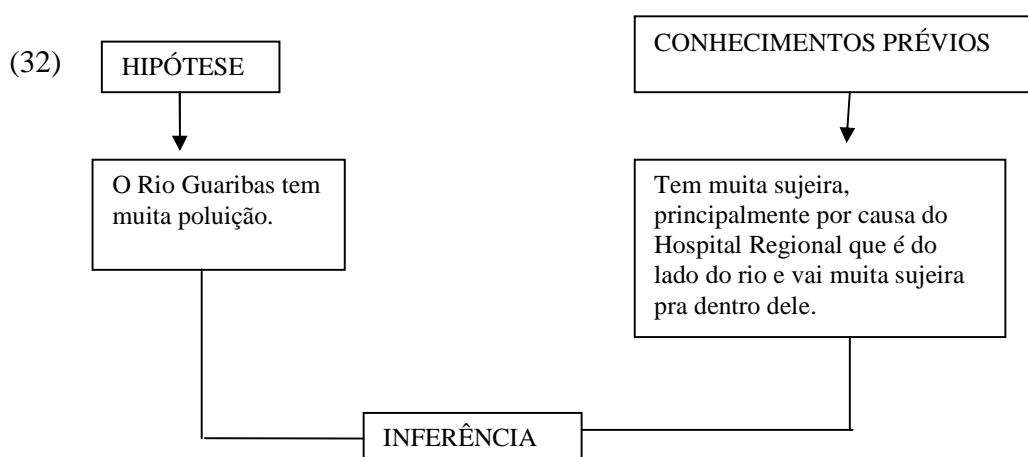 (32)
HIPÓTESE
CONHECIMENTOS PRÉVIOS
O Rio Guaribas tem
muita poluição.
Tem muita sujeira,
principalmente por causa do
Hospital Regional que é do
lado do rio e vai muita sujeira
pra dentro dele.
INFERÊNCIA